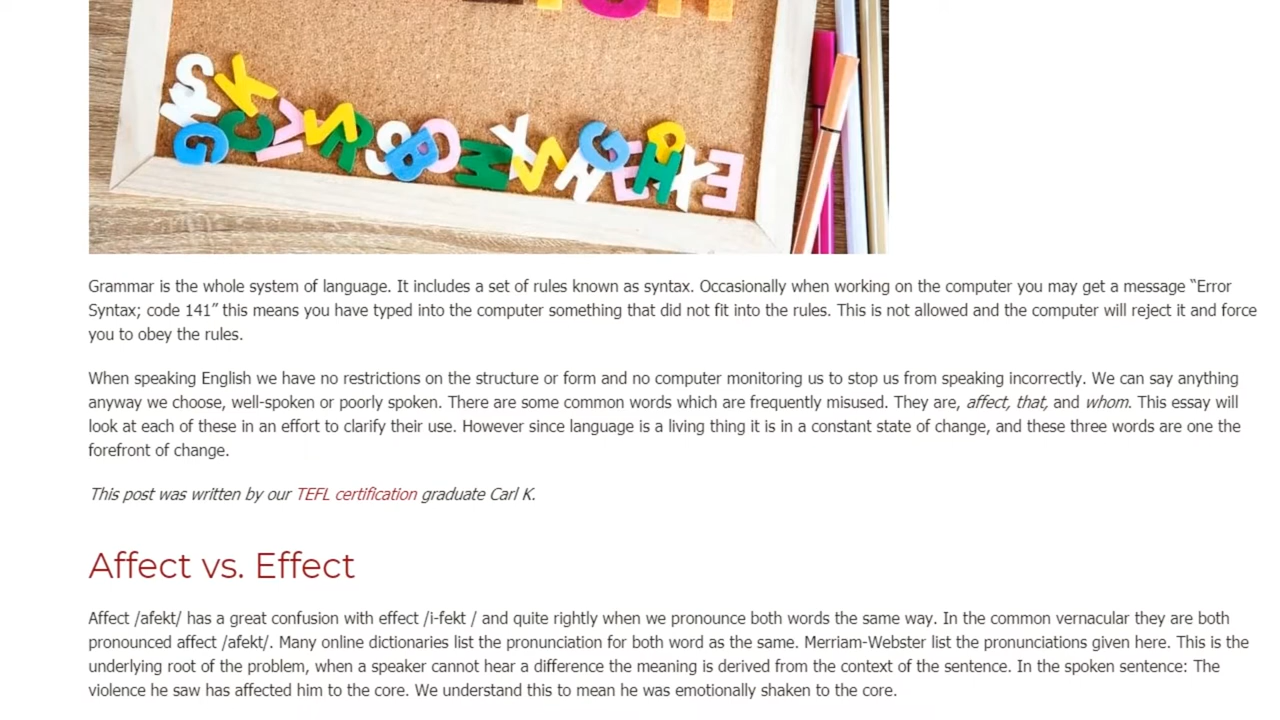 Grammar is the whole system of language. It includes a set of rules known as syntax. Occasionally when working on the computer you may get a message “Error
Syntax; code 141” this means you have typed into the computer something that did not fit into the rules. This is not allowed and the computer will reject it and force
you to obey the rules.
When speaking English we have no restrictions on the structure or form and no computer monitoring us to stop us from speaking incorrectly. We can say anything
anyway we choose, well-spoken or poorly spoken. There are some common words which are frequently misused. They are, affect, that, and whom. This essay will
look at each of these in an effort to clarify their use. However since language is a living thing it is in a constant state of change, and these three words are one the
forefront of change.
This post was written by our TEFL certification graduate Carl K.
Affect vs. Effect
Affect /afekt/ has a great confusion with effect /i-fekt / and quite rightly when we pronounce both words the same way. In the common vernacular they are both
pronounced affect /afekt/. Many online dictionaries list the pronunciation for both word as the same. Merriam-Webster list the pronunciations given here. This is the
underlying root of the problem, when a speaker cannot hear a difference the meaning is derived from the context of the sentence. In the spoken sentence: The
violence he saw has affected him to the core. We understand this to mean he was emotionally shaken to the core.